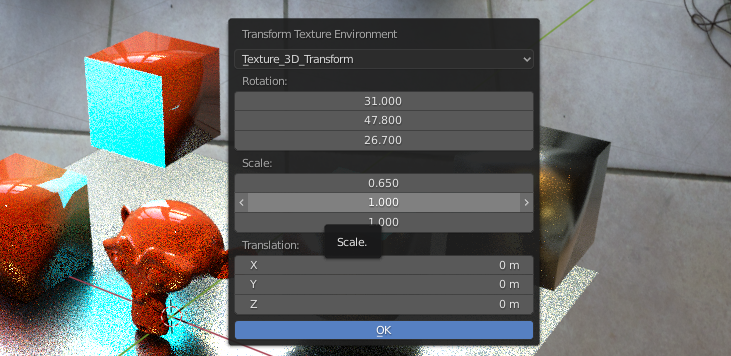 Transform Texture Environment
Texture_3D_Transform
Rotation:
31.000
47.800
26.700
Scale:
0.650
1.000
1.000
Scale.
Translation:
X 0 m
Y 0 m
Z 0 m
OK